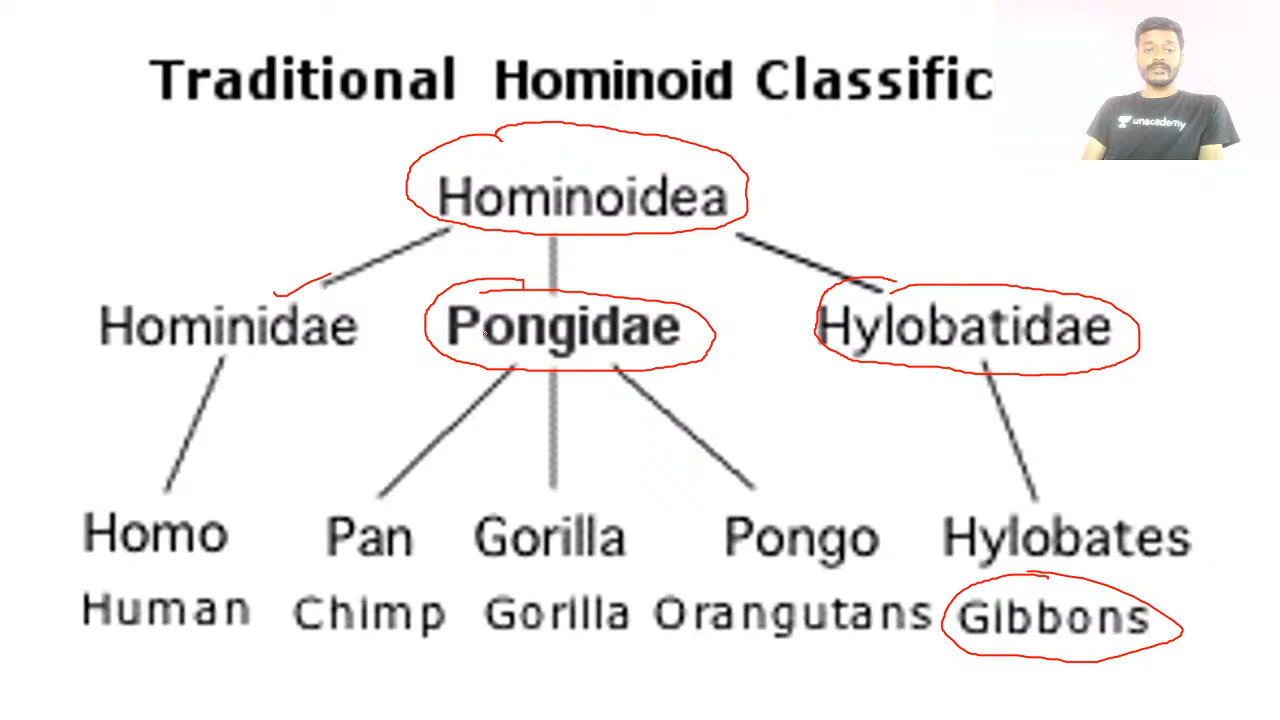 Traditional Hominoid Classific
unacademy
Hominoidea
Hominidae Pongidae Hylobatidae
Homo Pan Gorilla Pongo Hylobates
Human Chimp Gorilla Orangutans Gibbons